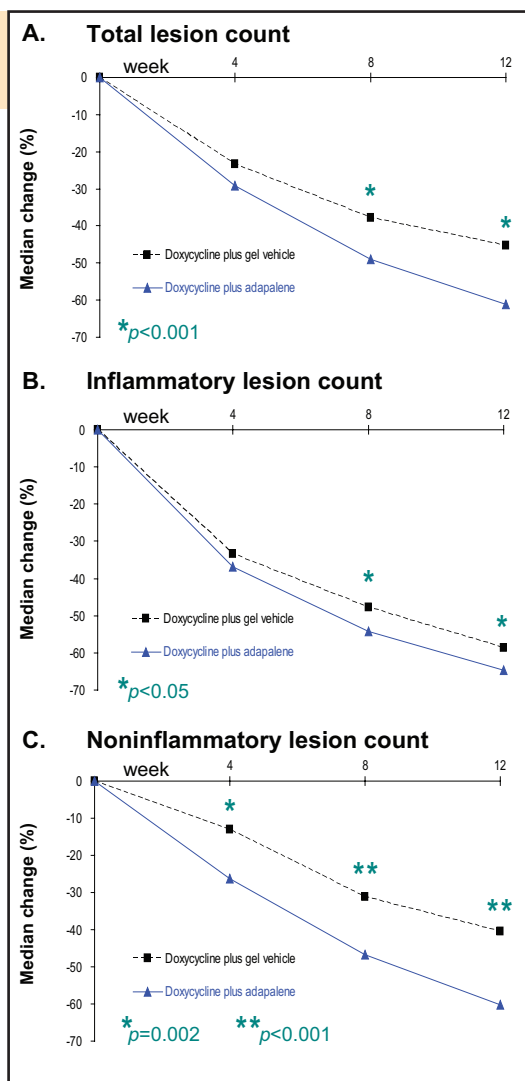 A. Total lesion count
week 4 8 12
0
-10
-20
-30
-40
-50
-60
-70
Median change (%)
*
*
Doxycycline plus gel vehicle
Doxycycline plus adapalene
*p<0.001
B. Inflammatory lesion count
week 4 8 12
0
-10
-20
-30
-40
-50
-60
-70
Median change (%)
*
*
Doxycycline plus gel vehicle
Doxycycline plus adapalene
*p<0.05
C. Noninflammatory lesion count
week 4 8 12
0
-10
-20
-30
-40
-50
-60
-70
Median change (%)
*
**
**
Doxycycline plus gel vehicle
Doxycycline plus adapalene
*p=0.002 **p<0.001